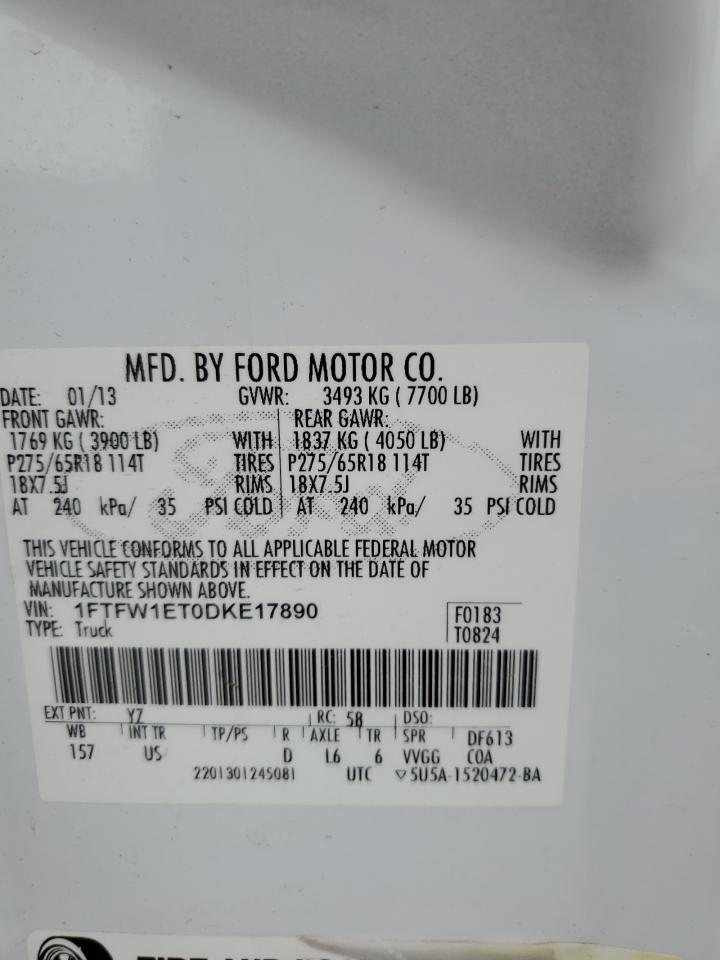 MFD. BY FORD MOTOR CO.
DATE: 01/13 GVWR: 3493 KG ( 7700 LB)
FRONT GAWR: REAR GAWR:
1769 KG ( 3900 LB) WITH 1837 KG ( 4050 LB) WITH
P275/65R18 114T TIRES P275/65R18 114T TIRES
18X7.5J RIMS 18X7.5J RIMS
AT 240 kPa/ 35 PSI COLD AT 240 kPa/ 35 PSI COLD
THIS VEHICLE CONFORMS TO ALL APPLICABLE FEDERAL MOTOR
VEHICLE SAFETY STANDARDS IN EFFECT ON THE DATE OF
MANUFACTURE SHOWN ABOVE.
VIN: 1FTFW1ET0DKE17890 F0183
TYPE: Truck T0824
EXT PNT: YZ RC: 58 DSO:
WB INT TR TP/PS R AXLE TR SPR DF613
157 US D L6 6 VVGG COA
2201301245081 UTC ▽5U5A-1520472-BA